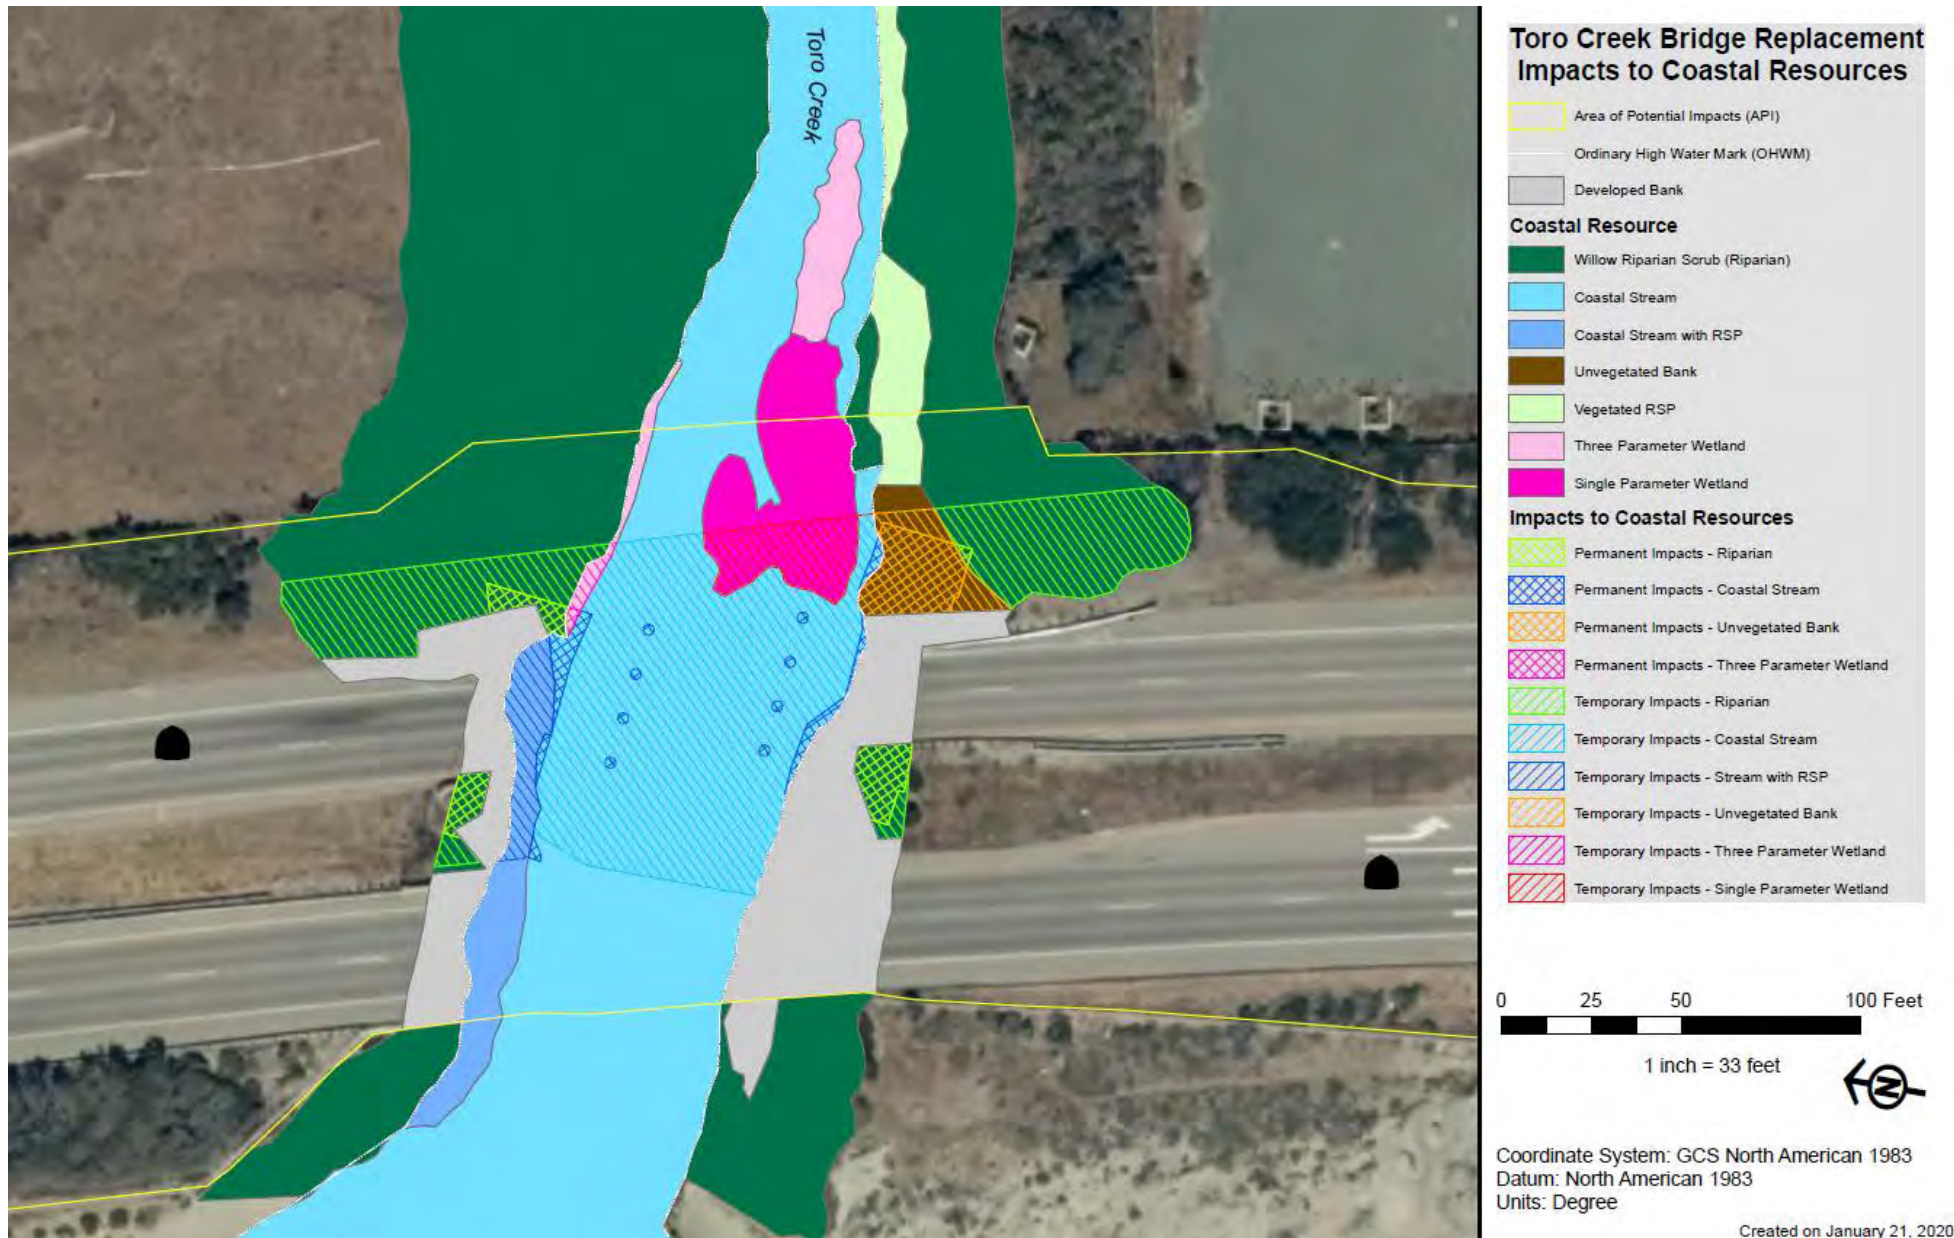 Toro Creek
Toro Creek Bridge Replacement
Impacts to Coastal Resources
Area of Potential Impacts (API)
Ordinary High Water Mark (OHWM)
Developed Bank
Coastal Resource
Willow Riparian Scrub (Riparian)
Coastal Stream
Coastal Stream with RSP
Unvegetated Bank
Vegetated RSP
Three Parameter Wetland
Single Parameter Wetland
Impacts to Coastal Resources
Permanent Impacts - Riparian
Permanent Impacts - Coastal Stream
Permanent Impacts - Unvegetated Bank
Permanent Impacts - Three Parameter Wetland
Temporary Impacts - Riparian
Temporary Impacts - Coastal Stream
Temporary Impacts - Stream with RSP
Temporary Impacts - Unvegetated Bank
Temporary Impacts - Three Parameter Wetland
Temporary Impacts - Single Parameter Wetland
0 25 50 100 Feet
1 inch = 33 feet
N
Coordinate System: GCS North American 1983
Datum: North American 1983
Units: Degree
Created on January 21, 2020